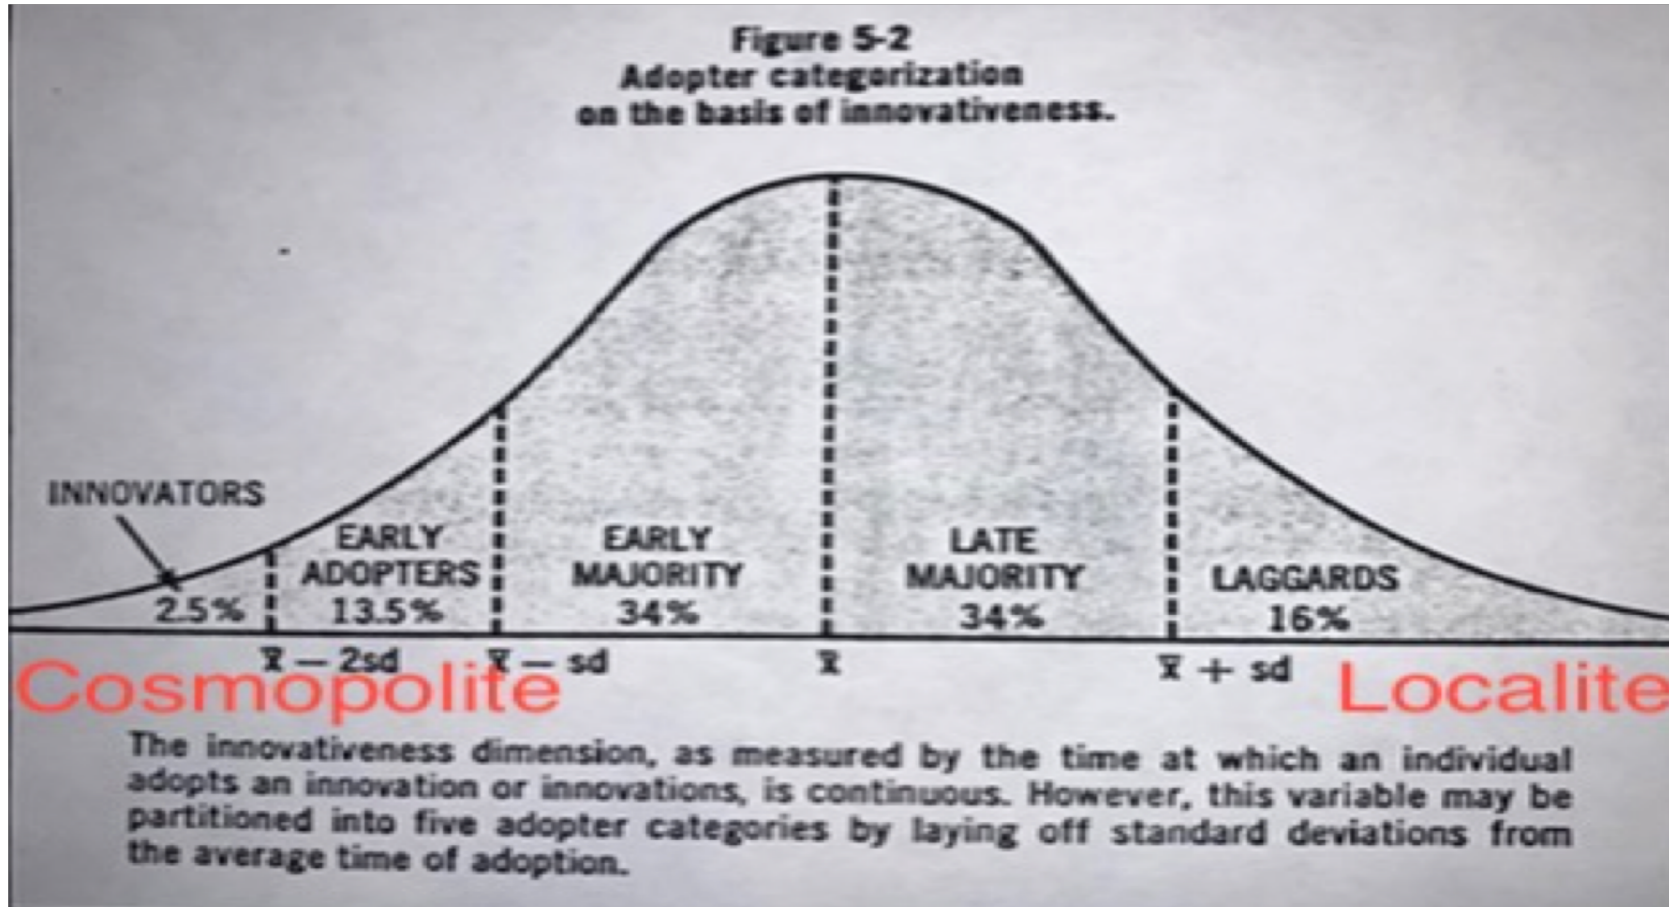 Figure 5-2
Adopter categorization
on the basis of innovativeness.
INNOVATORS
2.5%
EARLY
ADOPTERS
13.5%
EARLY
MAJORITY
34%
LATE
MAJORITY
34%
LAGGARDS
16%
x̅ – 2sd
x̅ – sd
x̅
x̅ + sd
Cosmopolite
Localite
The innovativeness dimension, as measured by the time at which an individual
adopts an innovation or innovations, is continuous. However, this variable may be
partitioned into five adopter categories by laying off standard deviations from
the average time of adoption.